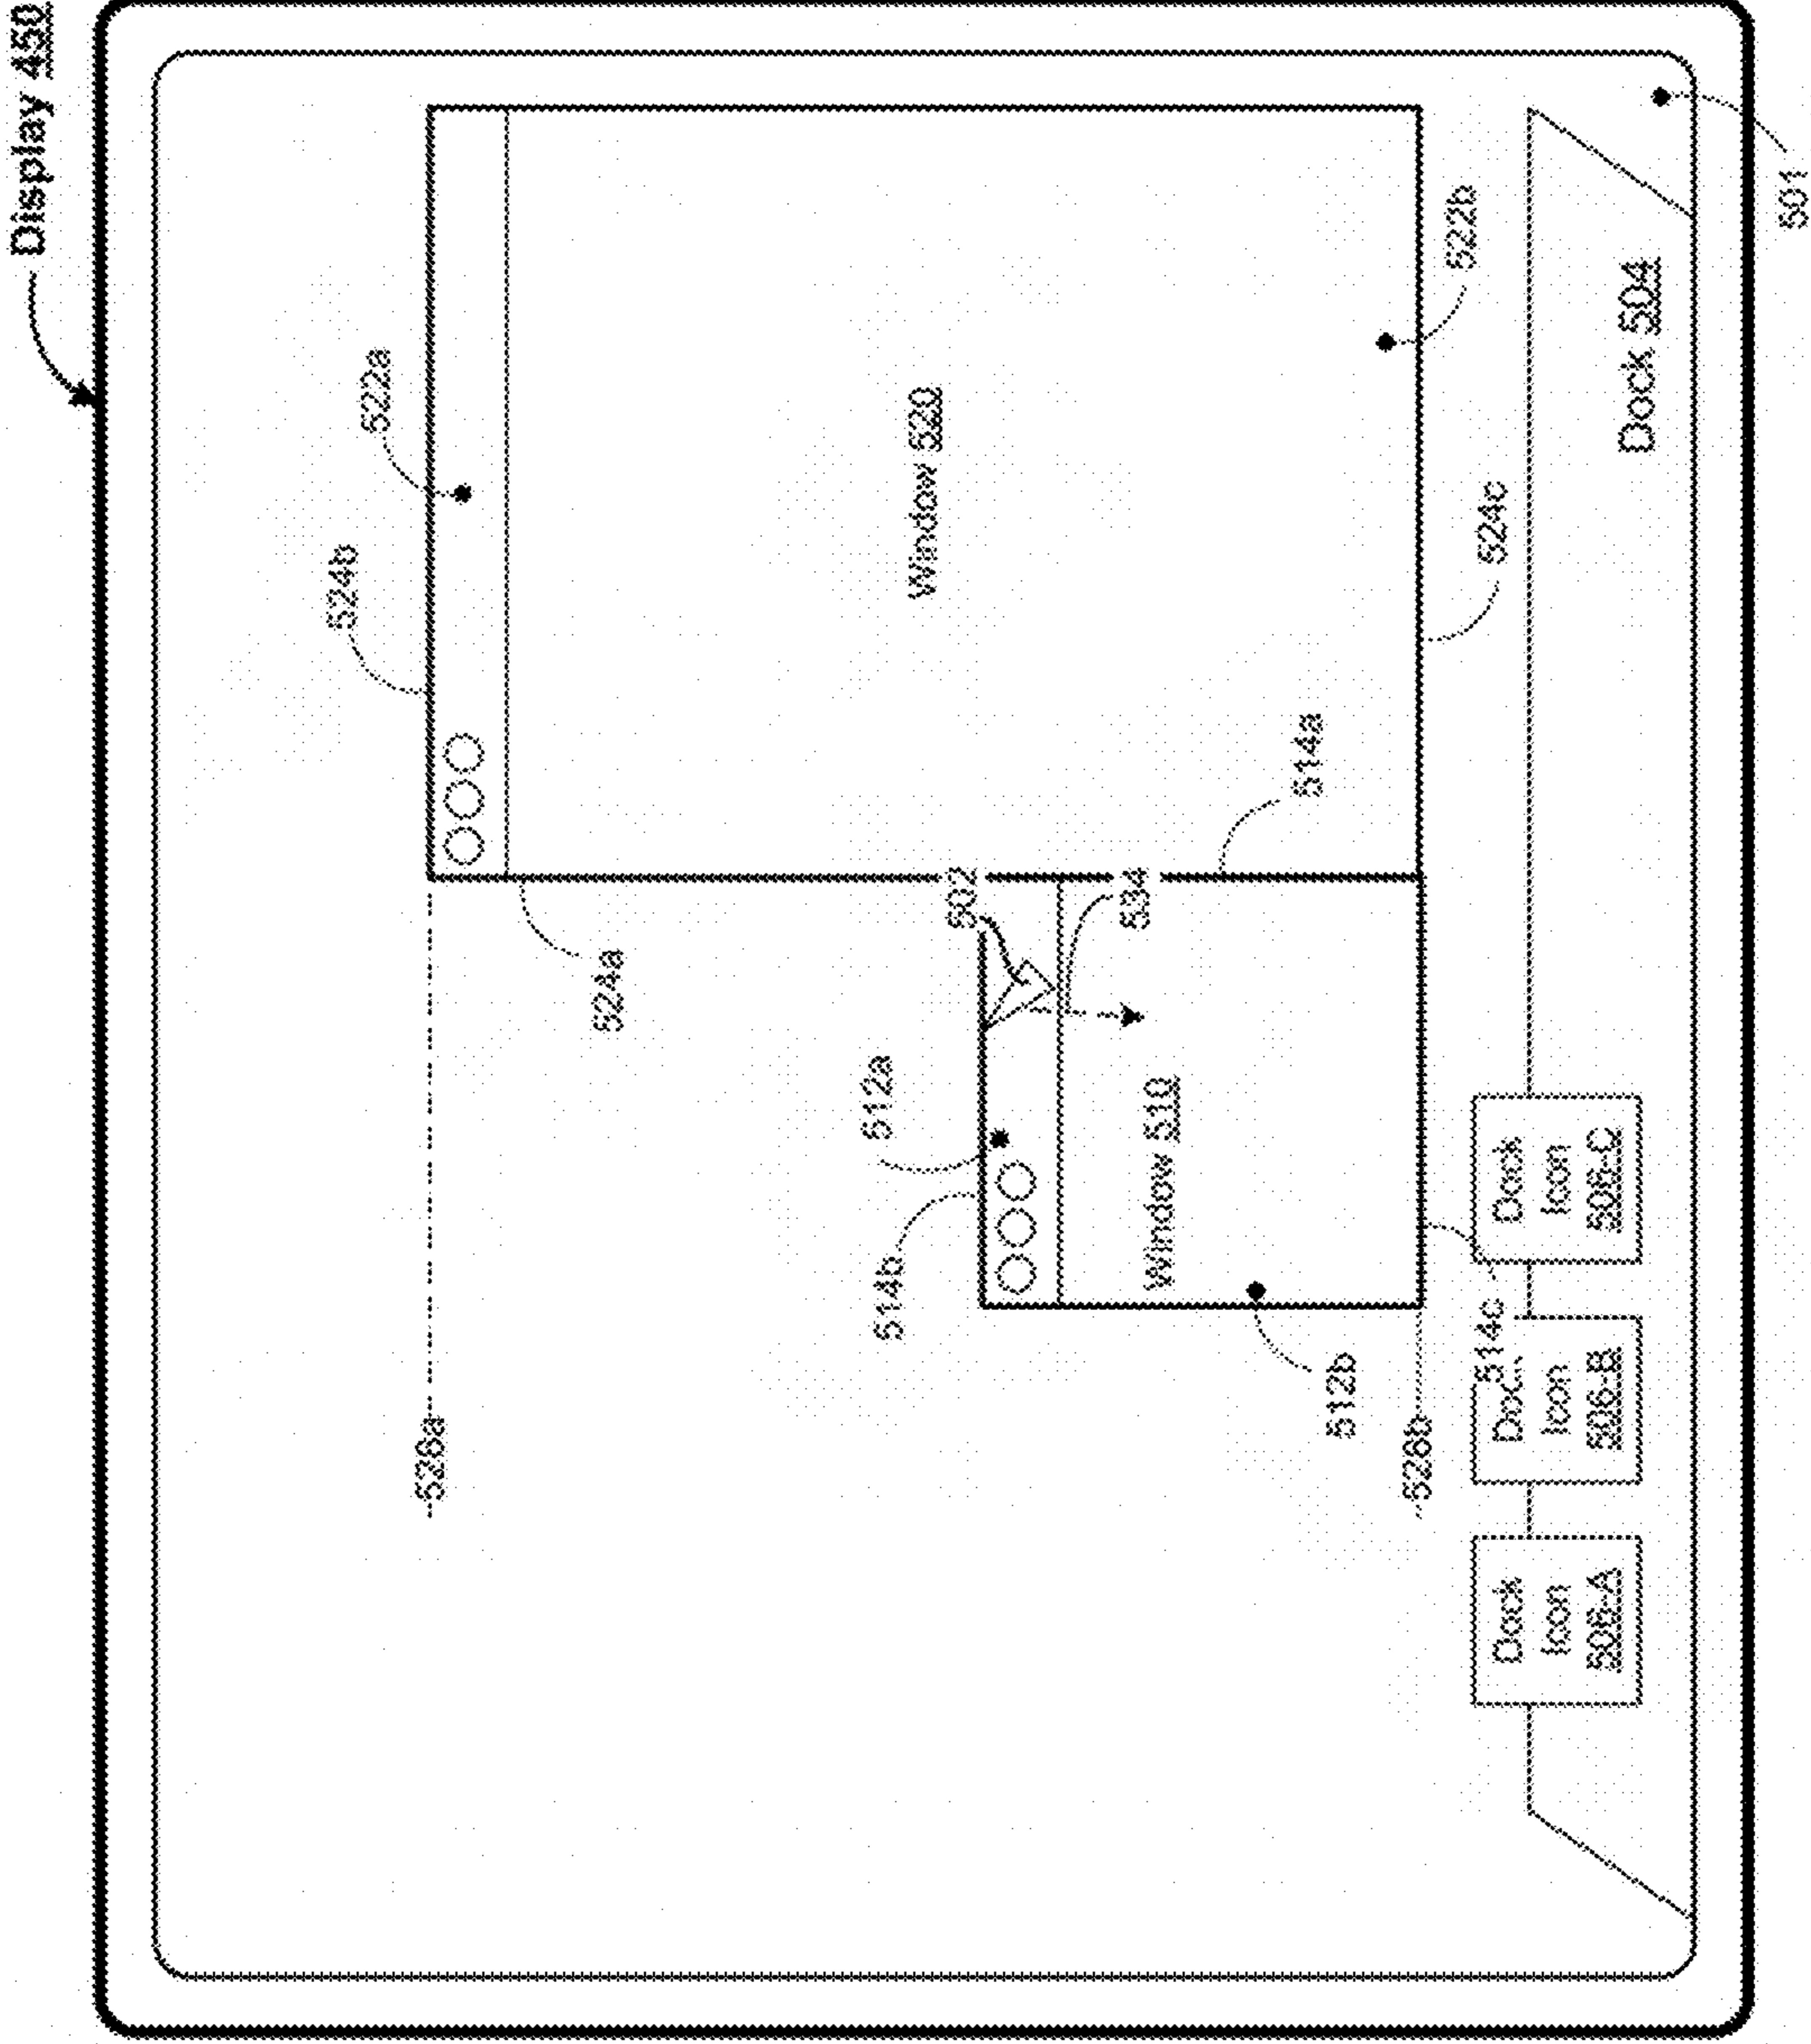 Display 450
524b
522a
526a
524a
Window 520
514b
512a
502
534
Window 510
514a
512b
526b
514c
524c
522b
Dock
Icon
506-A
Dock
Icon
506-B
Dock
Icon
506-C
Dock 504
501